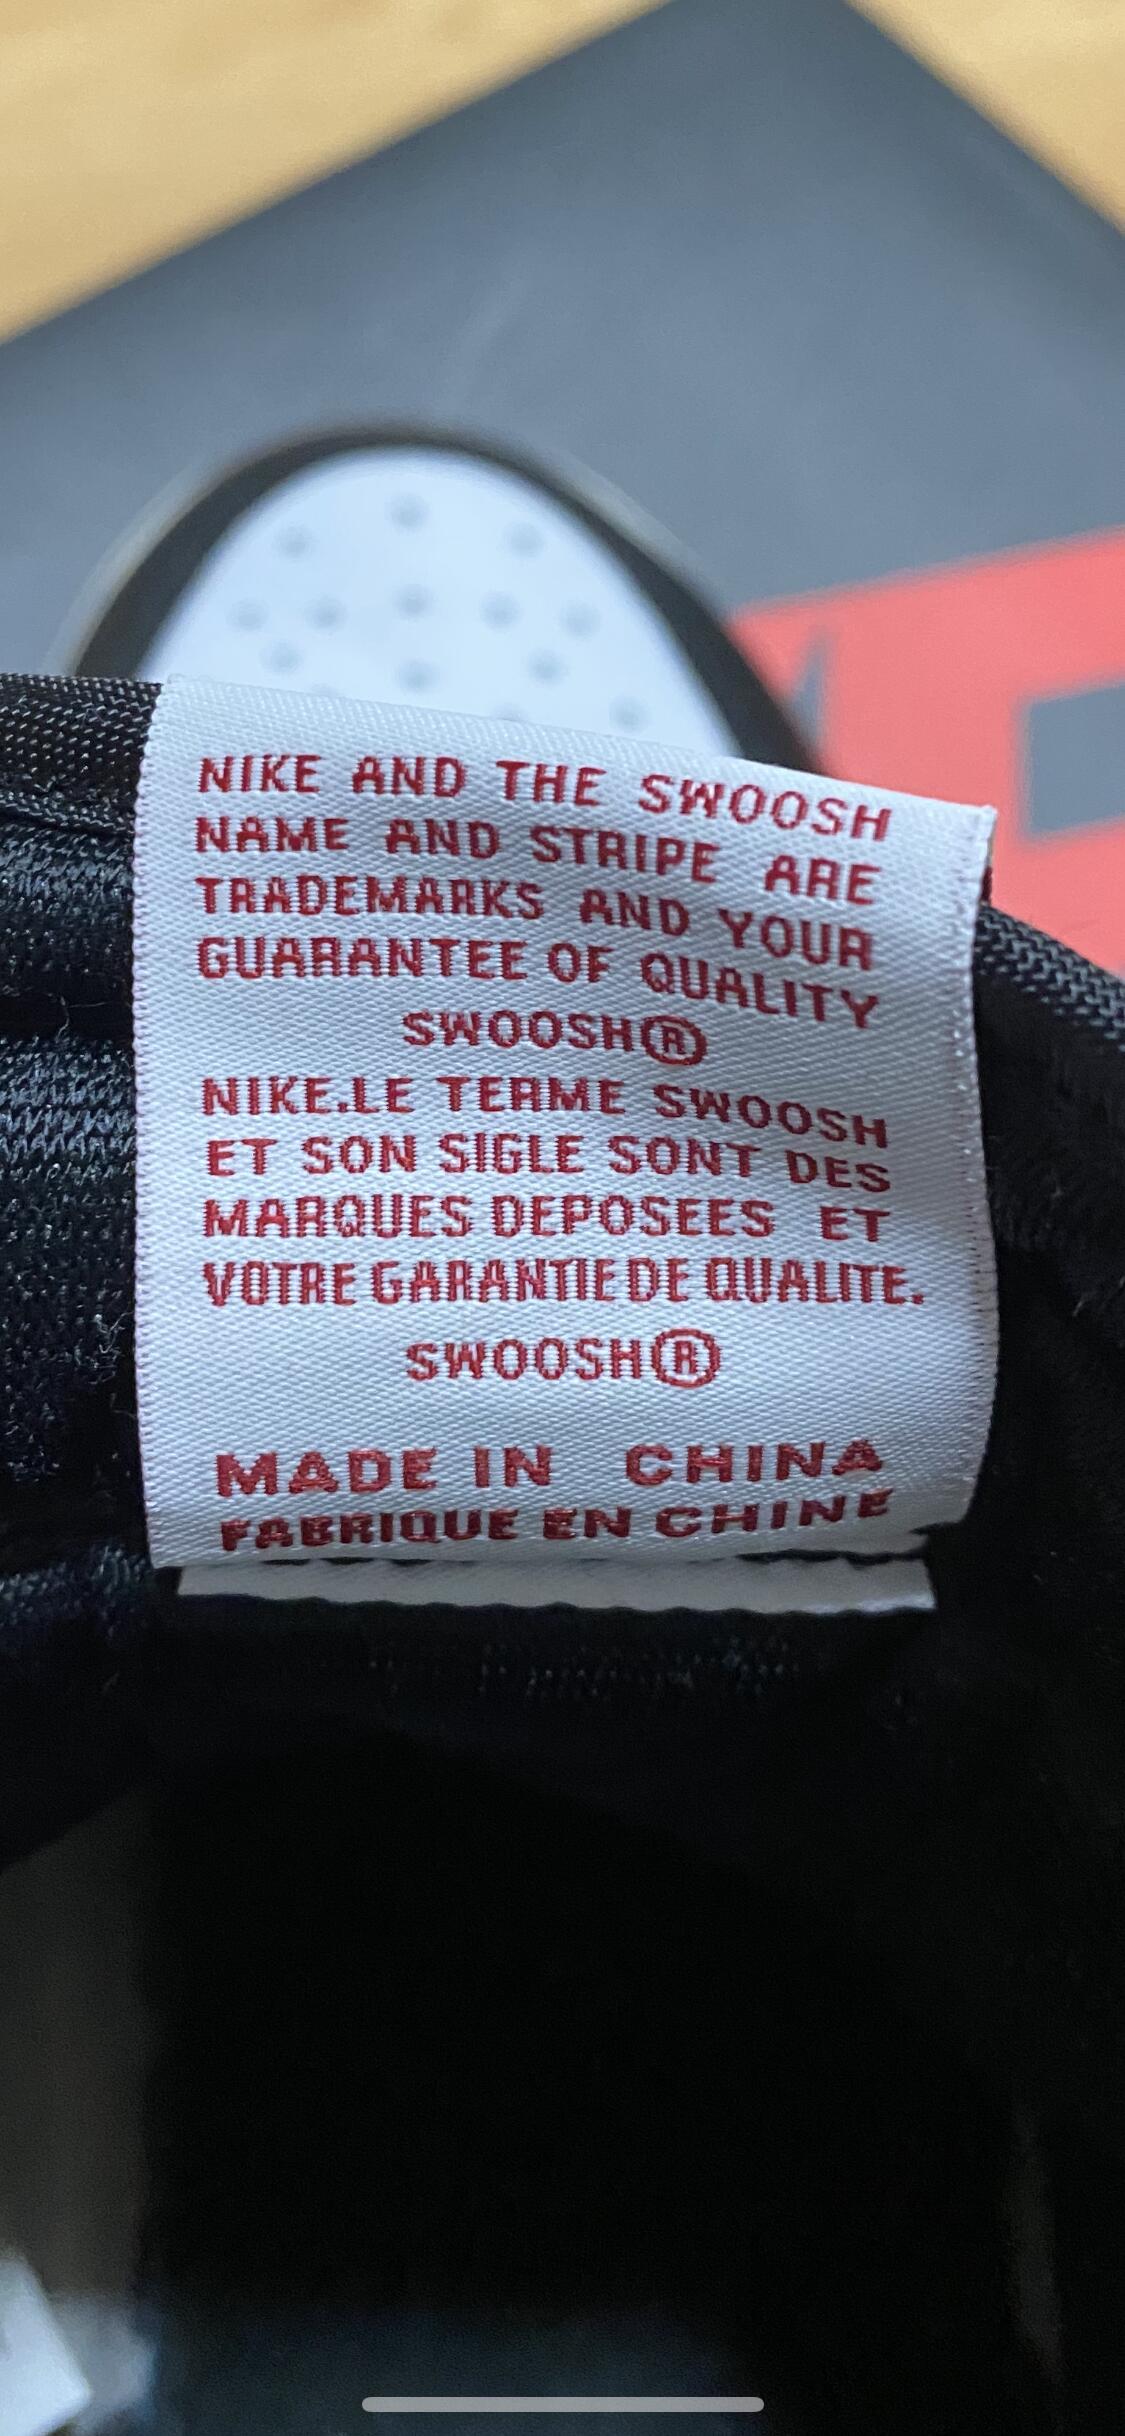 NIKE AND THE SWOOSH
NAME AND STRIPE ARE
TRADEMARKS AND YOUR
GUARANTEE OF QUALITY
SWOOSH®
NIKE.LE TERME SWOOSH
ET SON SIGLE SONT DES
MARQUES DEPOSEES ET
VOTRE GARANTIE DE QUALITE.
SWOOSH®
MADE IN CHINA
FABRIQUE EN CHINE